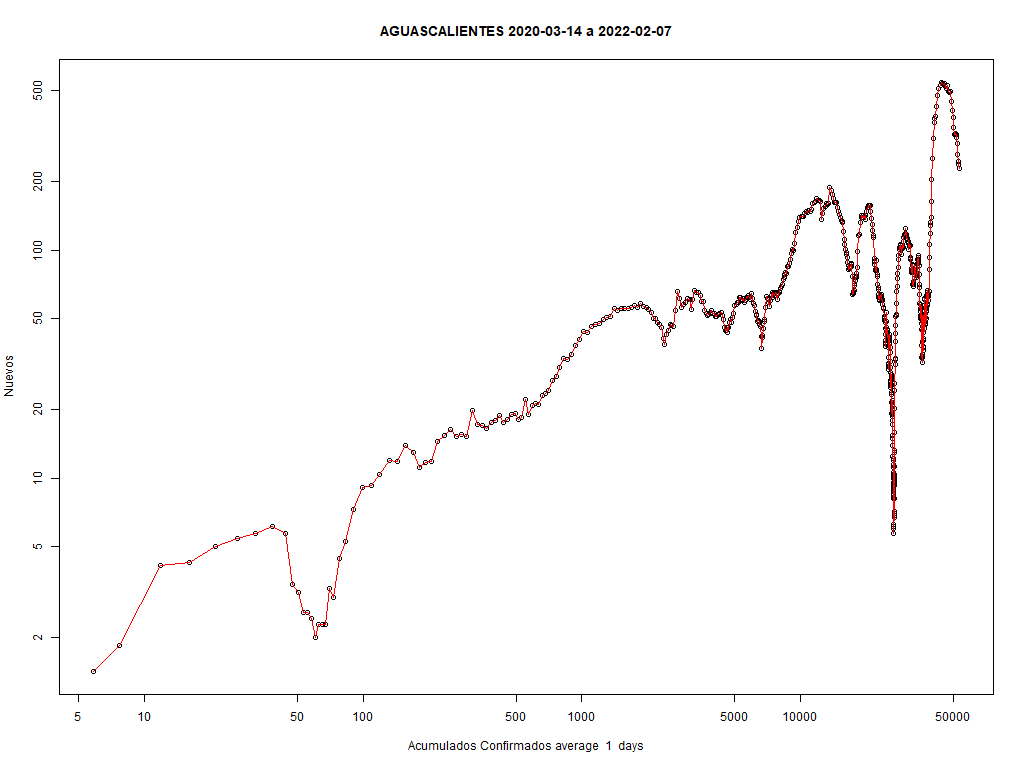 AGUASCALIENTES 2020-03-14 a 2022-02-07
Nuevos
500
200
100
50
20
10
5
2
5 10 50 100 500 1000 5000 10000 50000
Acumulados Confirmados average 1 days